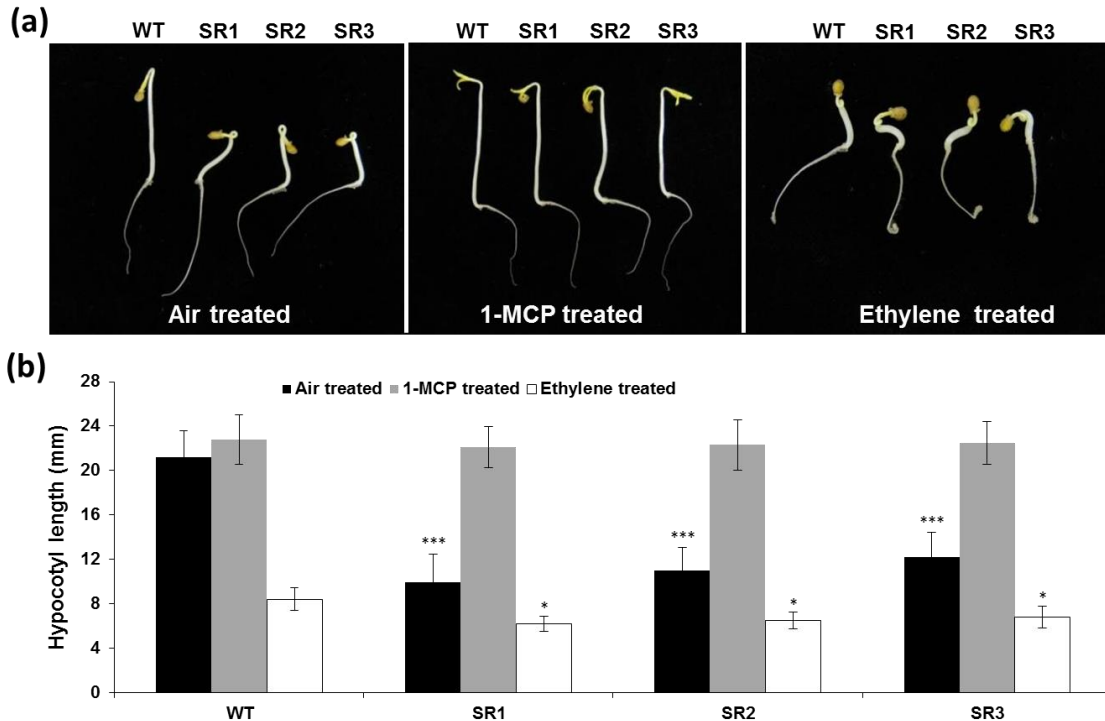 (a)
WT SR1 SR2 SR3 WT SR1 SR2 SR3 WT SR1 SR2 SR3
Air treated 1-MCP treated Ethylene treated
(b)
28
24
20
16
12
8
4
0
Hypocotyl length (mm)
Air treated 1-MCP treated Ethylene treated
***
*
***
*
***
*
WT SR1 SR2 SR3